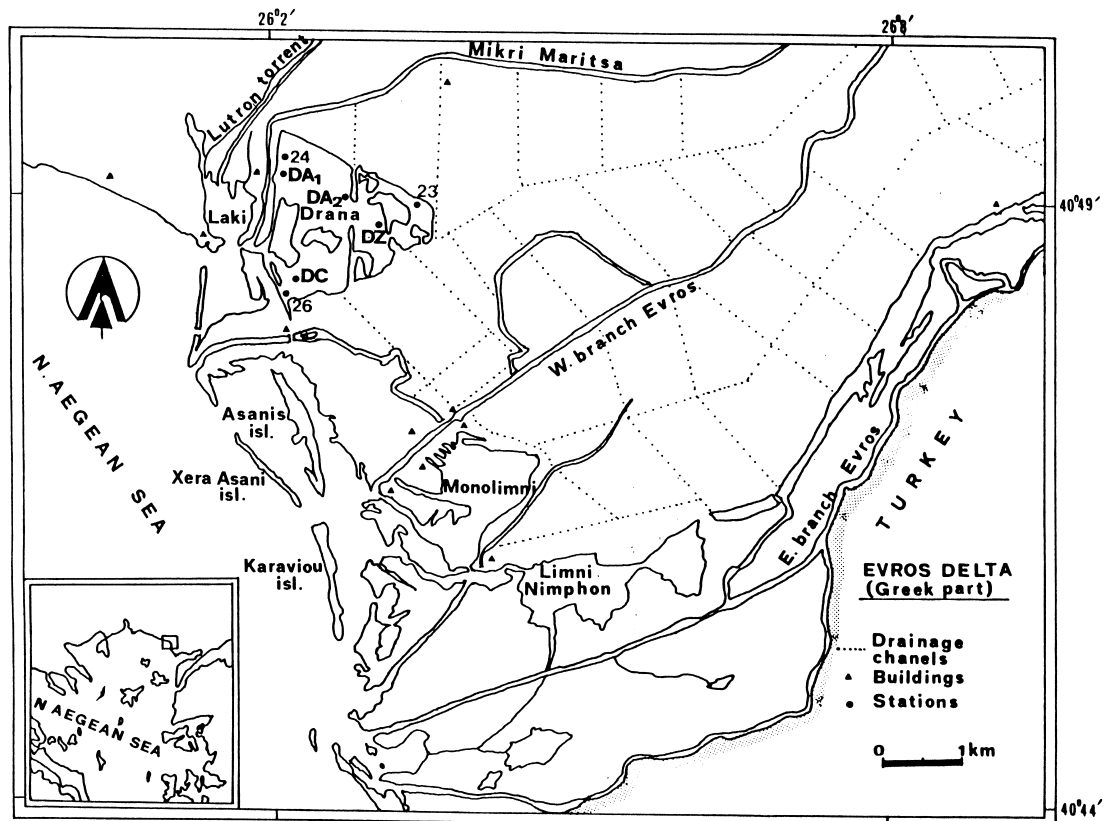 26°2′
26°8′
Mikri Maritsa
Lutron torrent
24
DA1
DA2
23
Drana
Laki
DZ
40°49′
DC
26
W. branch Evros.
N. AEGEAN SEA
Asanis
isl.
Xera Asani
isl.
Monolimni
TURKEY
E. branch Evros
Karaviou
isl.
Limni
Nimphon
EVROS DELTA
(Greek part)
Drainage
chanels
Buildings
Stations
0 1km
N AEGEAN SEA
40°44′